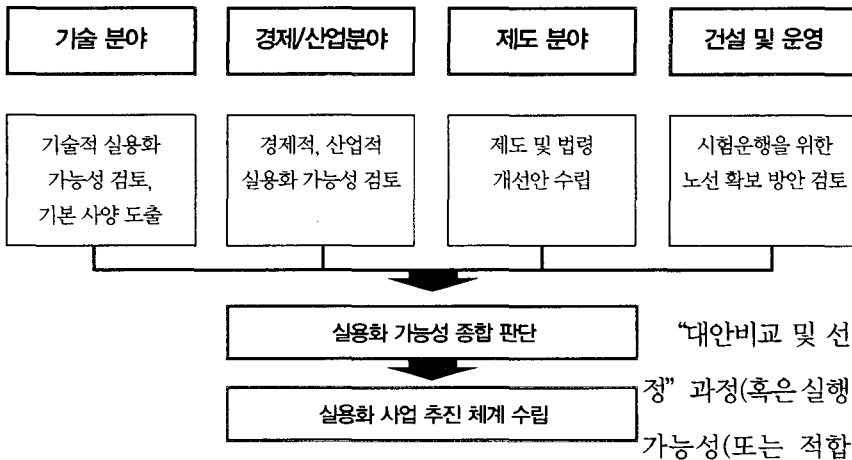 기술 분야
경제/산업분야
제도 분야
건설 및 운영
기술적 실용화
가능성 검토,
기본 사양 도출
경제적, 산업적
실용화 가능성 검토
제도 및 법령
개선안 수립
시험운행을 위한
노선 확보 방안 검토
실용화 가능성 종합 판단
실용화 사업 추진 체계 수립
“대안비교 및 선
정” 과정(혹은 실행
가능성(또는 적합